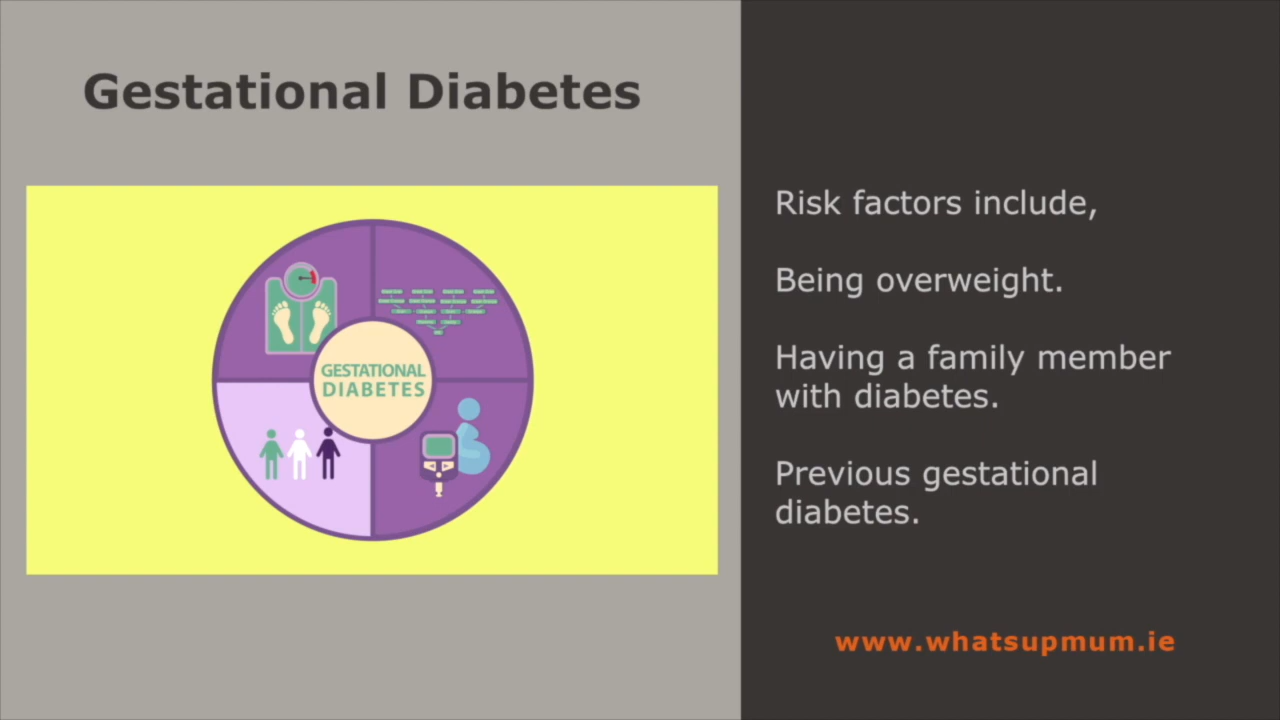 Gestational Diabetes
GESTATIONAL
DIABETES
Risk factors include,
Being overweight.
Having a family member
with diabetes.
Previous gestational
diabetes.
www.whatsupmum.ie